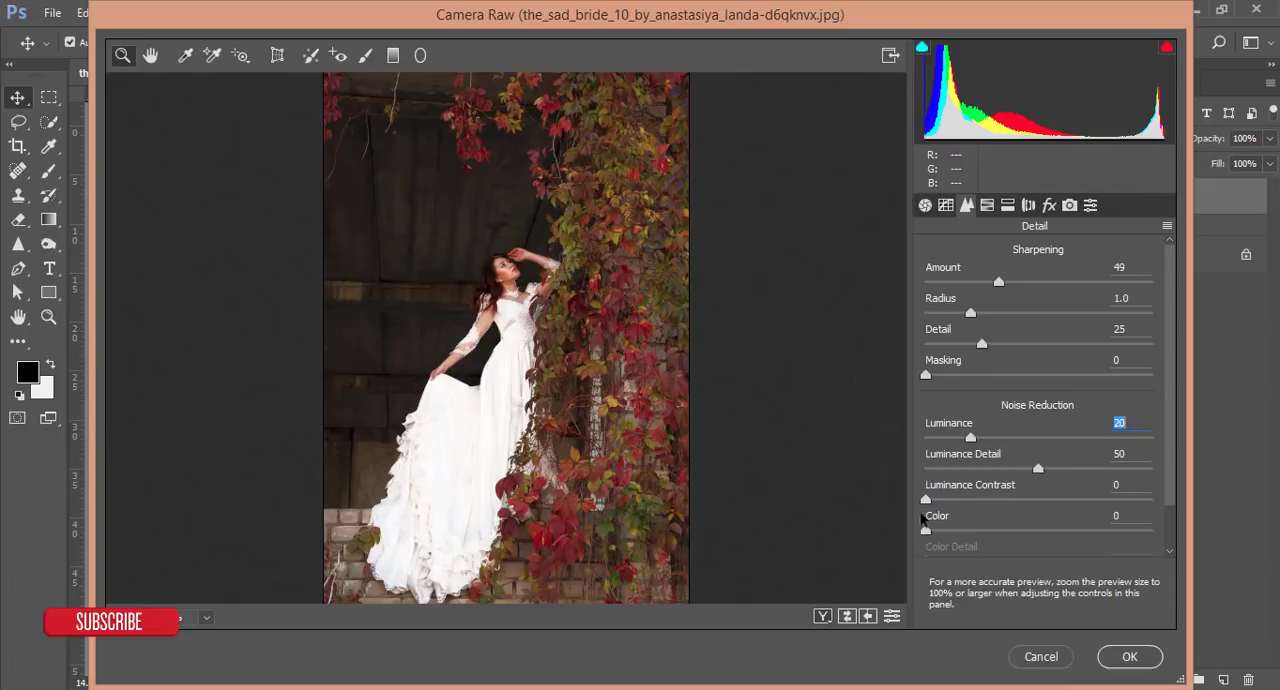 Camera Raw (the_sad_bride_10_by_anastasiya_landa-d6qknvx.jpg)
Ps File
Opacity: 100%
Fill: 100%
R: ---
G: ---
B: ---
Detail
Sharpening
Amount 49
Radius 1.0
Detail 25
Masking 0
Noise Reduction
Luminance 20
Luminance Detail 50
Luminance Contrast 0
Color 0
Color Detail
For a more accurate preview, zoom the preview size to
100% or larger when adjusting the controls in this
panel.
SUBSCRIBE
Cancel OK